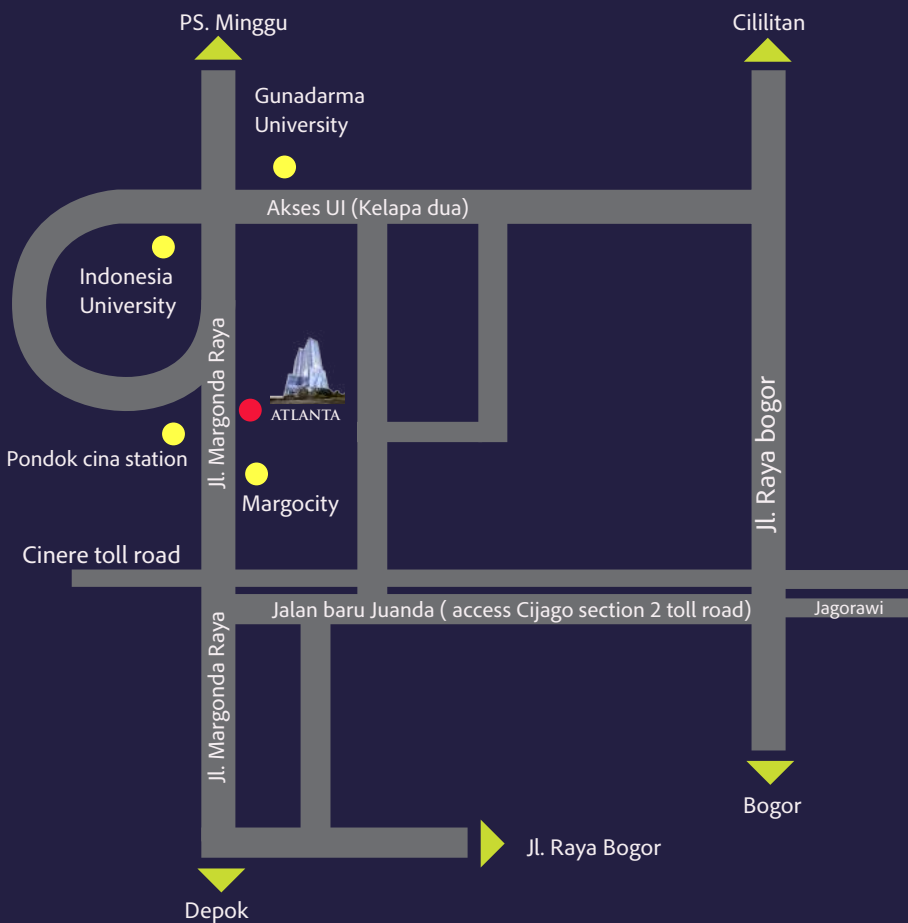 PS. Minggu
Cililitan
Gunadarma
University
Akses UI (Kelapa dua)
Indonesia
University
Jl. Margonda Raya
ATLANTA
Jl. Raya bogor
Pondok cina station
Margocity
Cinere toll road
Jalan baru Juanda ( access Cijago section 2 toll road)
Jagorawi
Jl. Margonda Raya
Bogor
Jl. Raya Bogor
Depok